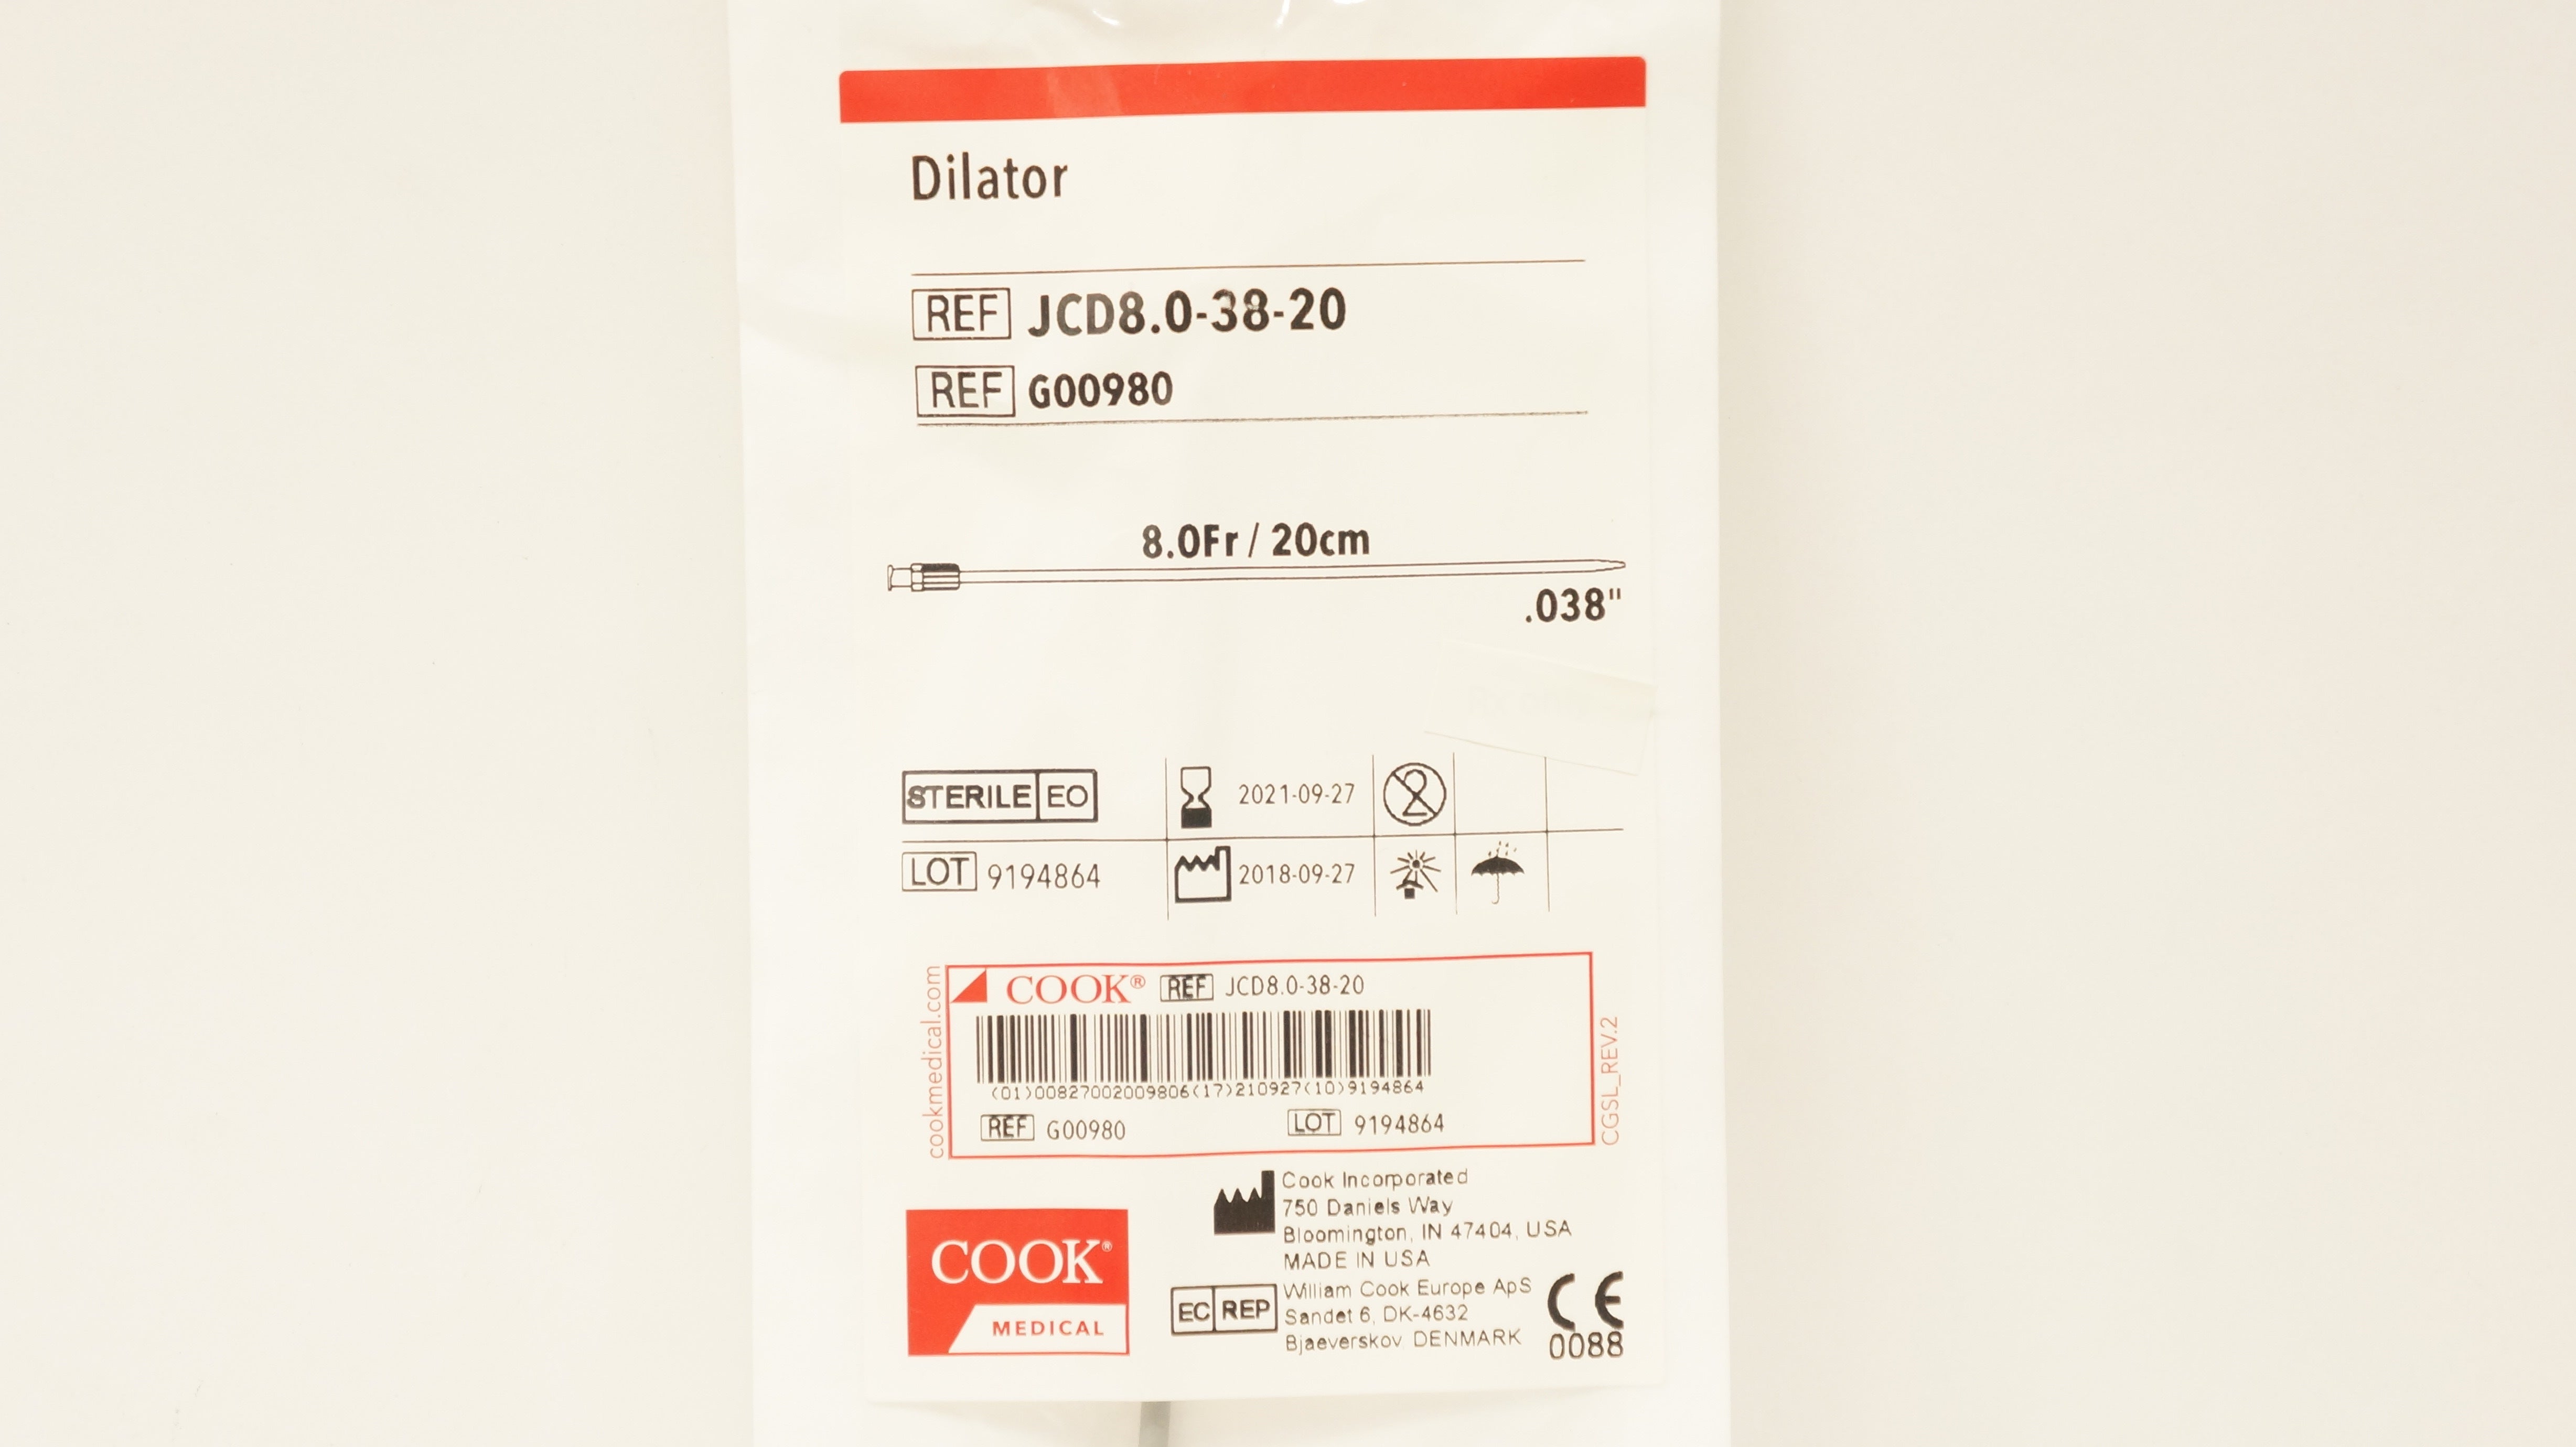 Dilator
REF JCD8.0-38-20
REF G00980
8.0Fr / 20cm
.038"
STERILE EO 2021-09-27 2
LOT 9194864 2018-09-27
cookmedical.com
COOK® REF JCD8.0-38-20
(01)00827002009806(17)210927(10)9194864
REF G00980 LOT 9194864
CGSL_REV.2
Cook Incorporated
750 Daniels Way
Bloomington, IN 47404, USA
MADE IN USA
COOK®
MEDICAL
EC REP
William Cook Europe ApS
Sandet 6, DK-4632
Bjaeverskov, DENMARK
CE
0088